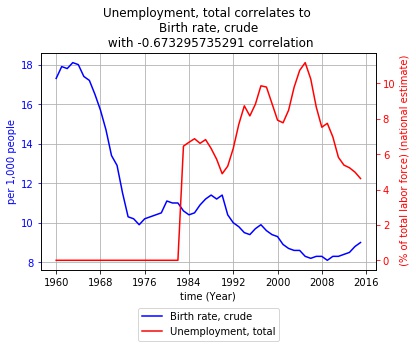 Unemployment, total correlates to
Birth rate, crude
with -0.673295735291 correlation
18
16
14
12
10
8
per 1,000 people
10
8
6
4
2
0
(% of total labor force) (national estimate)
1960 1968 1976 1984 1992 2000 2008 2016
time (Year)
Birth rate, crude
Unemployment, total